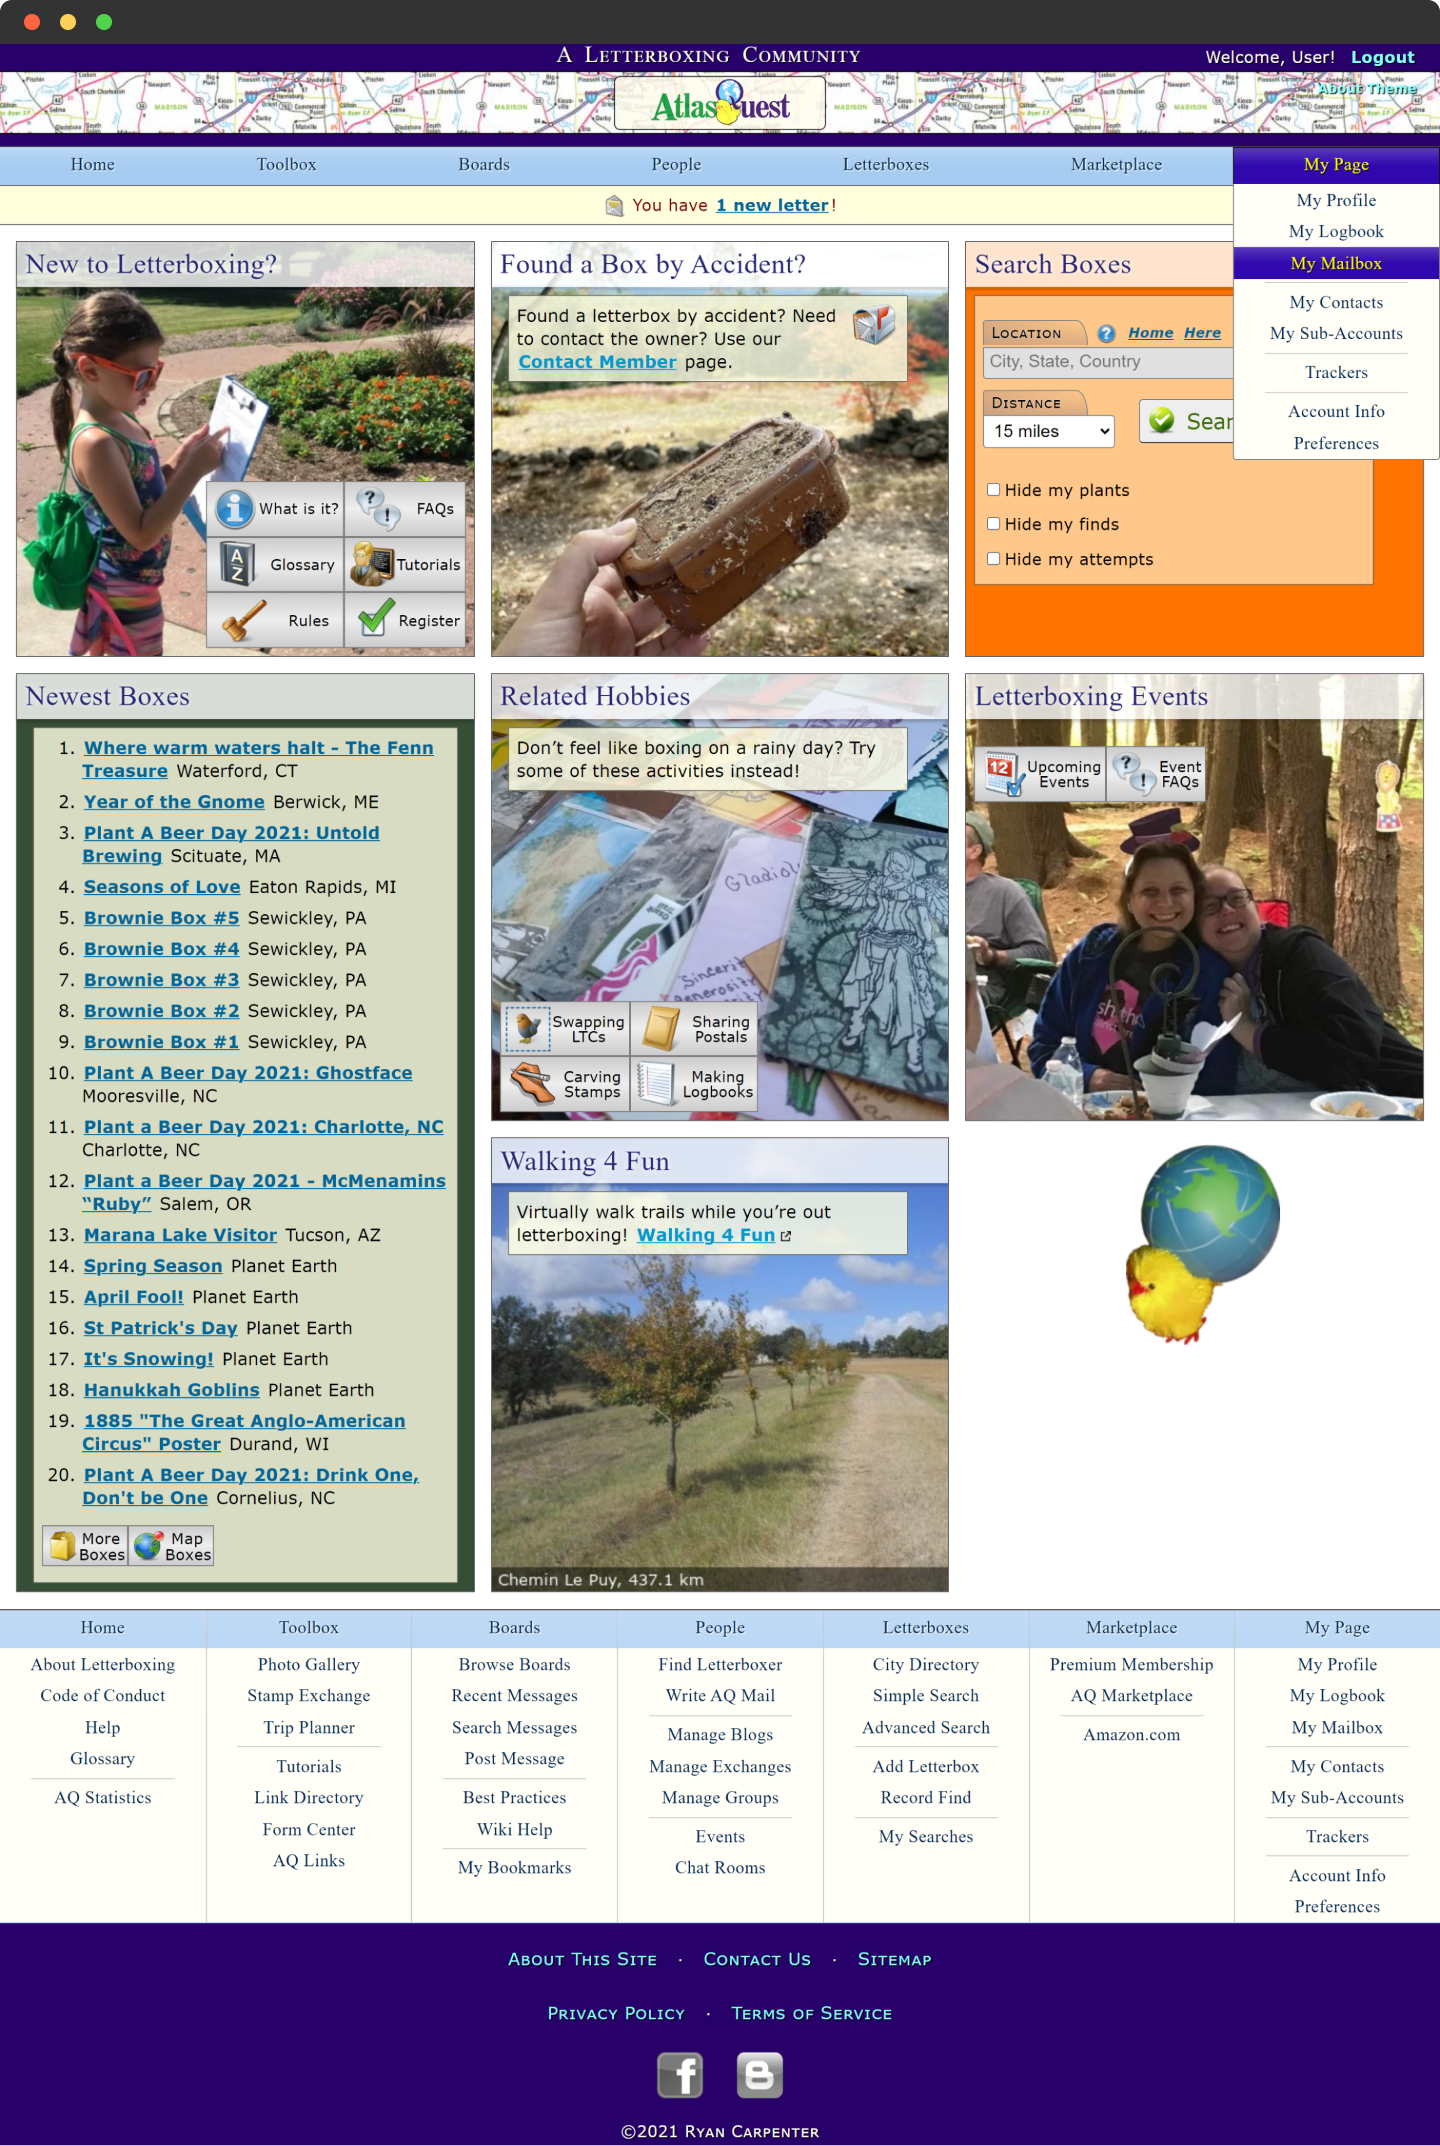 A Letterboxing Community
Welcome, User! Logout
About Theme
AtlasQuest
Home Toolbox Boards People Letterboxes Marketplace My Page
You have 1 new letter!
My Profile
My Logbook
My Mailbox
My Contacts
My Sub-Accounts
Trackers
Account Info
Preferences
New to Letterboxing?
What is it?
FAQs
Glossary
Tutorials
Rules
Register
Found a Box by Accident?
Found a letterbox by accident? Need
to contact the owner? Use our
Contact Member page.
Search Boxes
Location ? Home Here
City, State, Country
Distance
15 miles
Sear
Hide my plants
Hide my finds
Hide my attempts
Newest Boxes
1. Where warm waters halt - The Fenn
Treasure Waterford, CT
2. Year of the Gnome Berwick, ME
3. Plant A Beer Day 2021: Untold
Brewing Scituate, MA
4. Seasons of Love Eaton Rapids, MI
5. Brownie Box #5 Sewickley, PA
6. Brownie Box #4 Sewickley, PA
7. Brownie Box #3 Sewickley, PA
8. Brownie Box #2 Sewickley, PA
9. Brownie Box #1 Sewickley, PA
10. Plant A Beer Day 2021: Ghostface
Mooresville, NC
11. Plant a Beer Day 2021: Charlotte, NC
Charlotte, NC
12. Plant a Beer Day 2021 - McMenamins
“Ruby” Salem, OR
13. Marana Lake Visitor Tucson, AZ
14. Spring Season Planet Earth
15. April Fool! Planet Earth
16. St Patrick's Day Planet Earth
17. It's Snowing! Planet Earth
18. Hanukkah Goblins Planet Earth
19. 1885 "The Great Anglo-American
Circus" Poster Durand, WI
20. Plant A Beer Day 2021: Drink One,
Don't be One Cornelius, NC
More
Boxes
Map
Boxes
Related Hobbies
Don’t feel like boxing on a rainy day? Try
some of these activities instead!
Swapping
LTCs
Sharing
Postals
Carving
Stamps
Making
Logbooks
Letterboxing Events
12
Upcoming
Events
Event
FAQs
Walking 4 Fun
Virtually walk trails while you’re out
letterboxing! Walking 4 Fun
Chemin Le Puy, 437.1 km
Home
About Letterboxing
Code of Conduct
Help
Glossary
AQ Statistics
Toolbox
Photo Gallery
Stamp Exchange
Trip Planner
Tutorials
Link Directory
Form Center
AQ Links
Boards
Browse Boards
Recent Messages
Search Messages
Post Message
Best Practices
Wiki Help
My Bookmarks
People
Find Letterboxer
Write AQ Mail
Manage Blogs
Manage Exchanges
Manage Groups
Events
Chat Rooms
Letterboxes
City Directory
Simple Search
Advanced Search
Add Letterbox
Record Find
My Searches
Marketplace
Premium Membership
AQ Marketplace
Amazon.com
My Page
My Profile
My Logbook
My Mailbox
My Contacts
My Sub-Accounts
Trackers
Account Info
Preferences
About This Site · Contact Us · Sitemap
Privacy Policy · Terms of Service
©2021 Ryan Carpenter